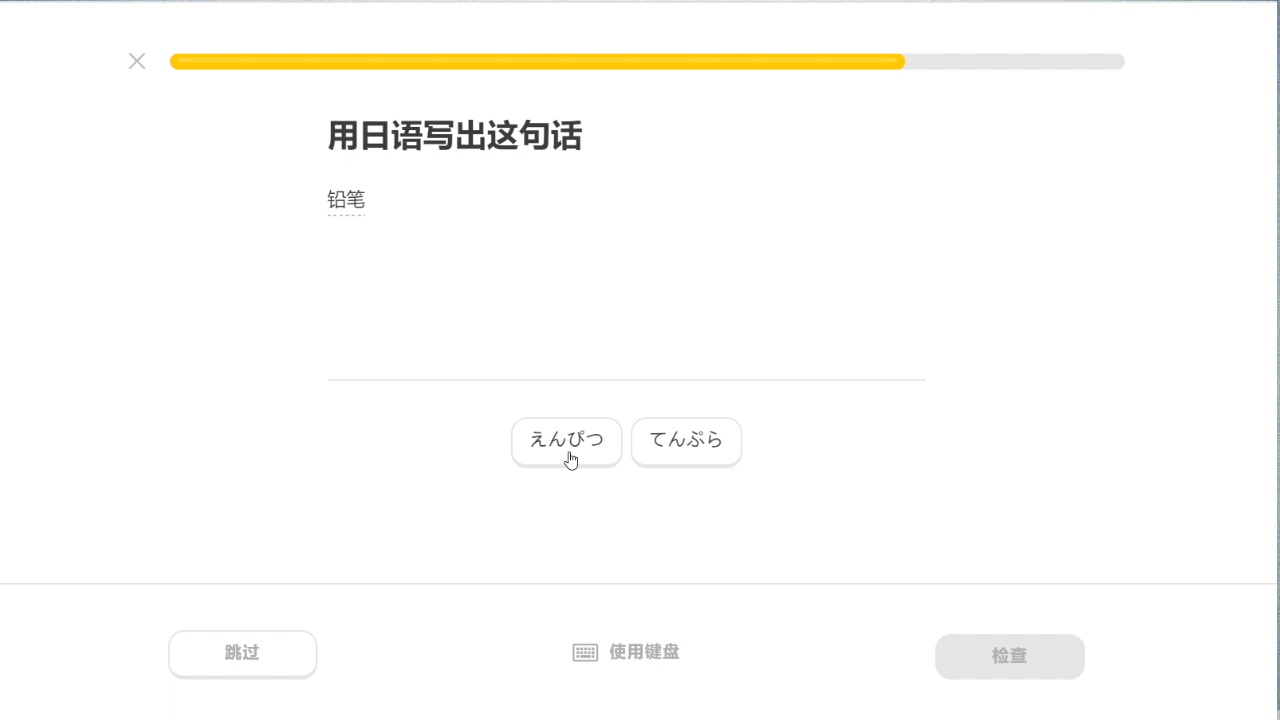 用日语写出这句话
铅笔
えんぴつ てんぷら
跳过 使用键盘 检查